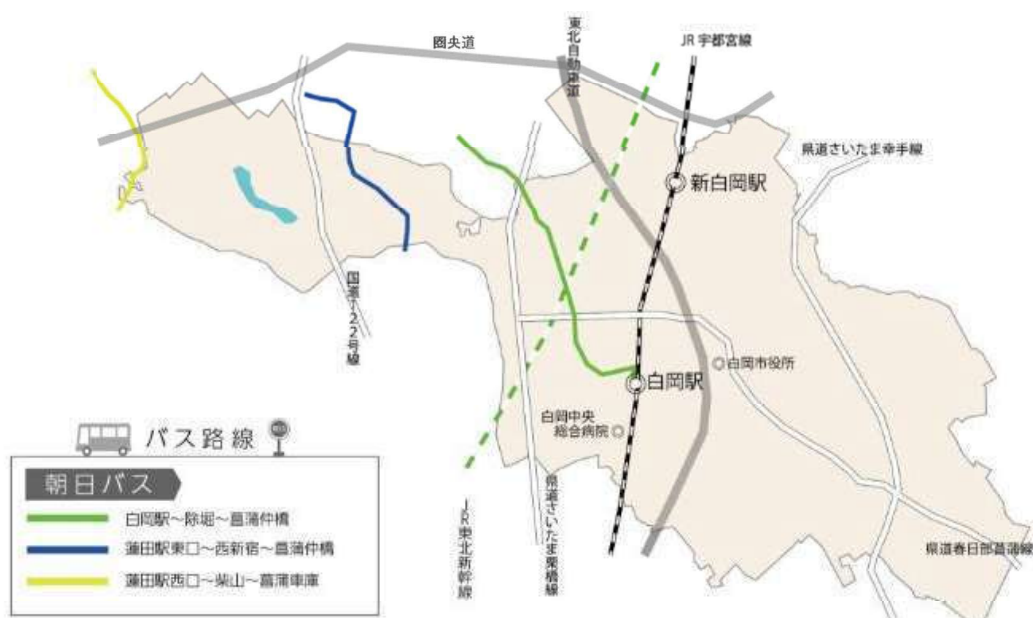 圏央道
東北自動車道
JR 宇都宮線
県道さいたま幸手線
新白岡駅
国道122号線
白岡市役所
白岡駅
白岡中央
総合病院
JR東北新幹線
県道さいたま栗橋線
県道春日部菖蒲線
バス路線
朝日バス
白岡駅～除堀～菖蒲仲橋
蓮田駅東口～西新宿～菖蒲仲橋
蓮田駅西口～柴山～菖蒲車庫